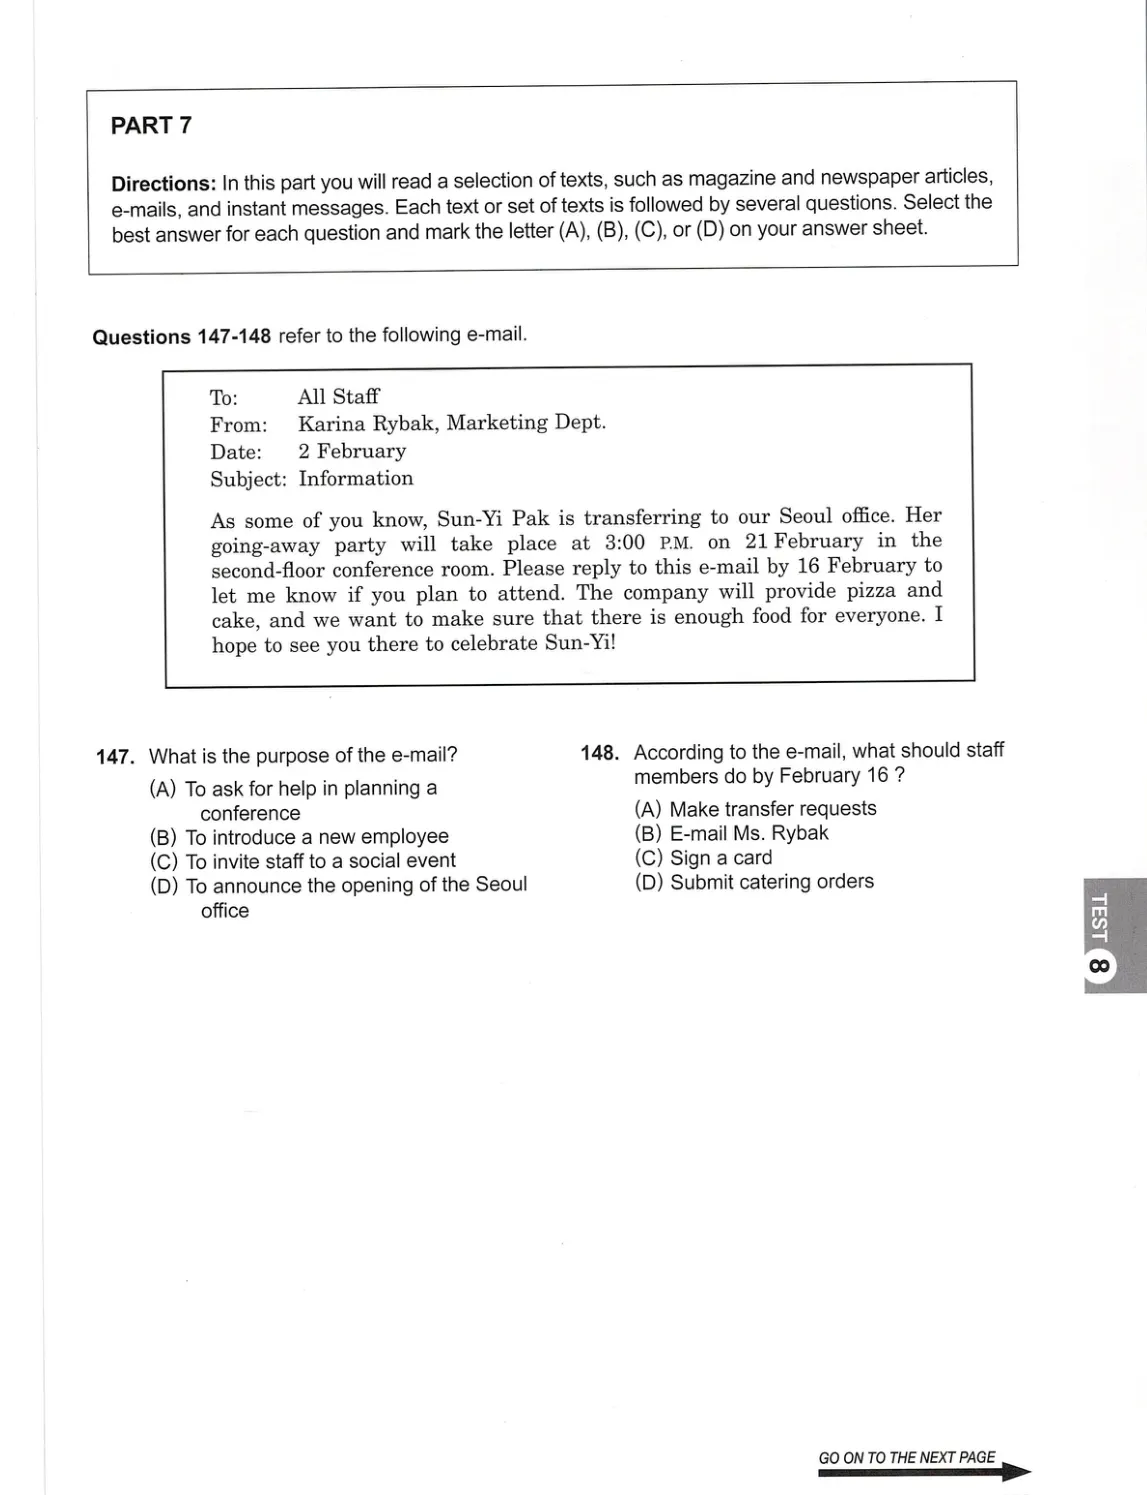 PART 7
Directions: In this part you will read a selection of texts, such as magazine and newspaper articles,
e-mails, and instant messages. Each text or set of texts is followed by several questions. Select the
best answer for each question and mark the letter (A), (B), (C), or (D) on your answer sheet.
Questions 147-148 refer to the following e-mail.
To: All Staff
From: Karina Rybak, Marketing Dept.
Date: 2 February
Subject: Information
As some of you know, Sun-Yi Pak is transferring to our Seoul office. Her
going-away party will take place at 3:00 P.M. on 21 February in the
second-floor conference room. Please reply to this e-mail by 16 February to
let me know if you plan to attend. The company will provide pizza and
cake, and we want to make sure that there is enough food for everyone. I
hope to see you there to celebrate Sun-Yi!
147. What is the purpose of the e-mail?
(A) To ask for help in planning a
conference
(B) To introduce a new employee
(C) To invite staff to a social event
(D) To announce the opening of the Seoul
office
148. According to the e-mail, what should staff
members do by February 16 ?
(A) Make transfer requests
(B) E-mail Ms. Rybak
(C) Sign a card
(D) Submit catering orders
TEST 8
GO ON TO THE NEXT PAGE